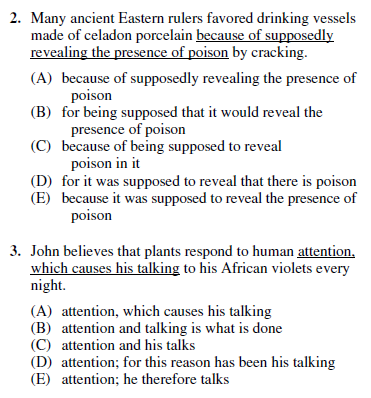 2. Many ancient Eastern rulers favored drinking vessels
made of celadon porcelain because of supposedly
revealing the presence of poison by cracking.
(A) because of supposedly revealing the presence of
poison
(B) for being supposed that it would reveal the
presence of poison
(C) because of being supposed to reveal
poison in it
(D) for it was supposed to reveal that there is poison
(E) because it was supposed to reveal the presence of
poison
3. John believes that plants respond to human attention,
which causes his talking to his African violets every
night.
(A) attention, which causes his talking
(B) attention and talking is what is done
(C) attention and his talks
(D) attention; for this reason has been his talking
(E) attention; he therefore talks